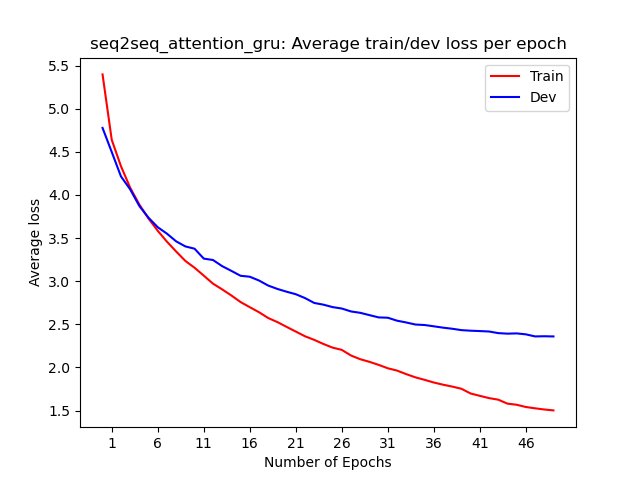 seq2seq_attention_gru: Average train/dev loss per epoch
Train
Dev
5.5
5.0
4.5
4.0
3.5
3.0
2.5
2.0
1.5
Average loss
1 6 11 16 21 26 31 36 41 46
Number of Epochs